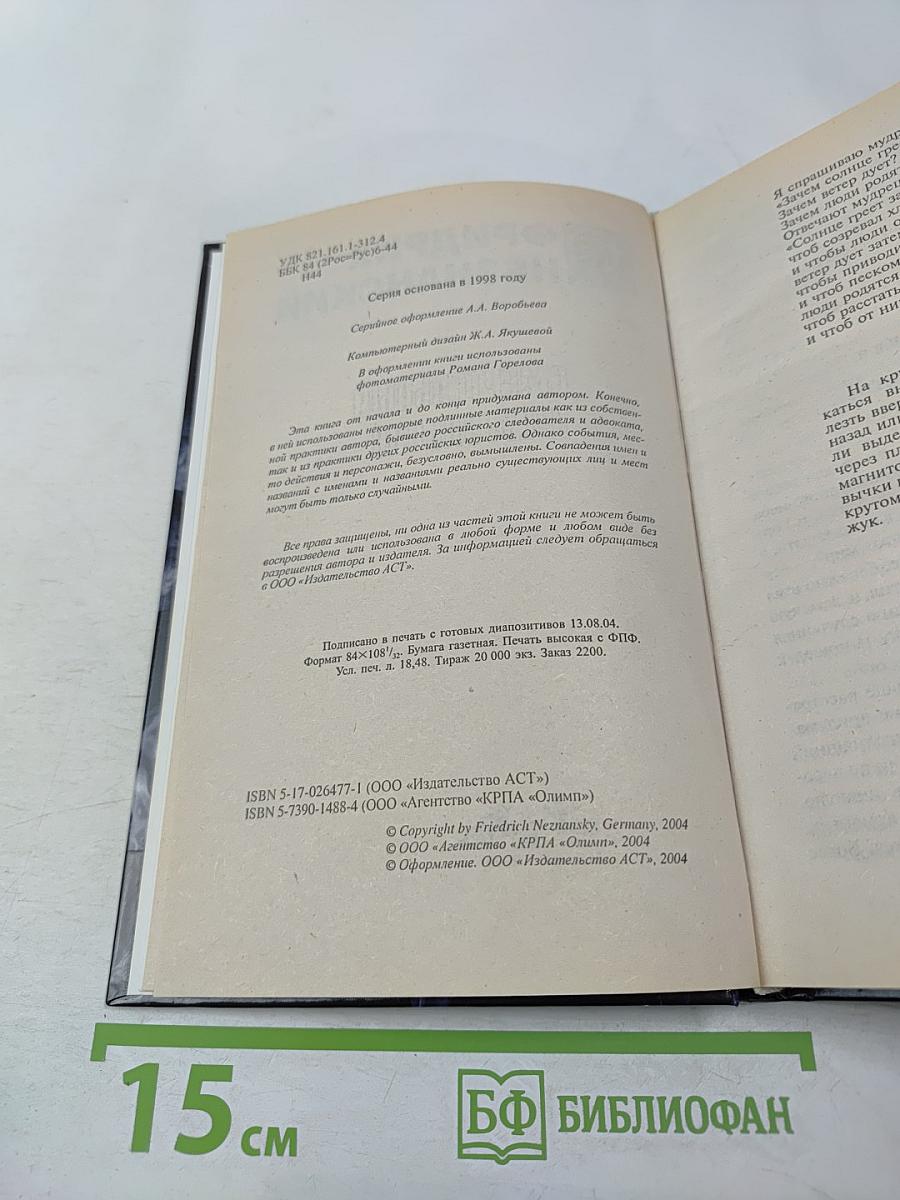 УДК 821.161.1-312.4
ББК 84 (2Рос=Рус)6-44
Н44
Серия основана в 1998 году
Серийное оформление А.А. Воробьева
Компьютерный дизайн Ж.А. Якушевой
В оформлении книги использованы
фотоматериалы Романа Горелова
Эта книга от начала и до конца придумана автором. Конечно,
в ней использованы некоторые подлинные материалы как из собствен-
ной практики автора, бывшего российского следователя и адвоката,
так и из практики других российских юристов. Однако события, мес-
то действия и персонажи, безусловно, вымышлены. Совпадения имен и
названий с именами и названиями реально существующих лиц и мест
могут быть только случайными.
Все права защищены, ни одна из частей этой книги не может быть
воспроизведена или использована в любой форме и любом виде без
разрешения автора и издателя. За информацией следует обращаться
в ООО «Издательство АСТ».
Подписано в печать с готовых диапозитивов 13.08.04.
Формат 84×108¹/₃₂. Бумага газетная. Печать высокая с ФПФ.
Усл. печ. л. 18,48. Тираж 20 000 экз. Заказ 2200.
ISBN 5-17-026477-1 (ООО «Издательство АСТ»)
ISBN 5-7390-1488-4 (ООО «Агентство «КРПА «Олимп»)
© Copyright by Friedrich Neznansky, Germany, 2004
© ООО «Агентство «КРПА «Олимп», 2004
© Оформление. ООО «Издательство АСТ», 2004
Я спрашиваю мудр
«Зачем солнце гре
Зачем ветер дует?
Зачем люди родя
Отвечают мудрец
«Солнце греет за
чтоб созревал хл
и чтобы люди о
ветер дует зате
чтобы приводи
и чтоб песком
люди родятся
чтоб расстать
и чтоб от ни
На кр
каться вн
лезть ввер
назад или
ли выде
через пл
магнито
вычки
крутом
жук.
15 см
БФ БИБЛИОФАН